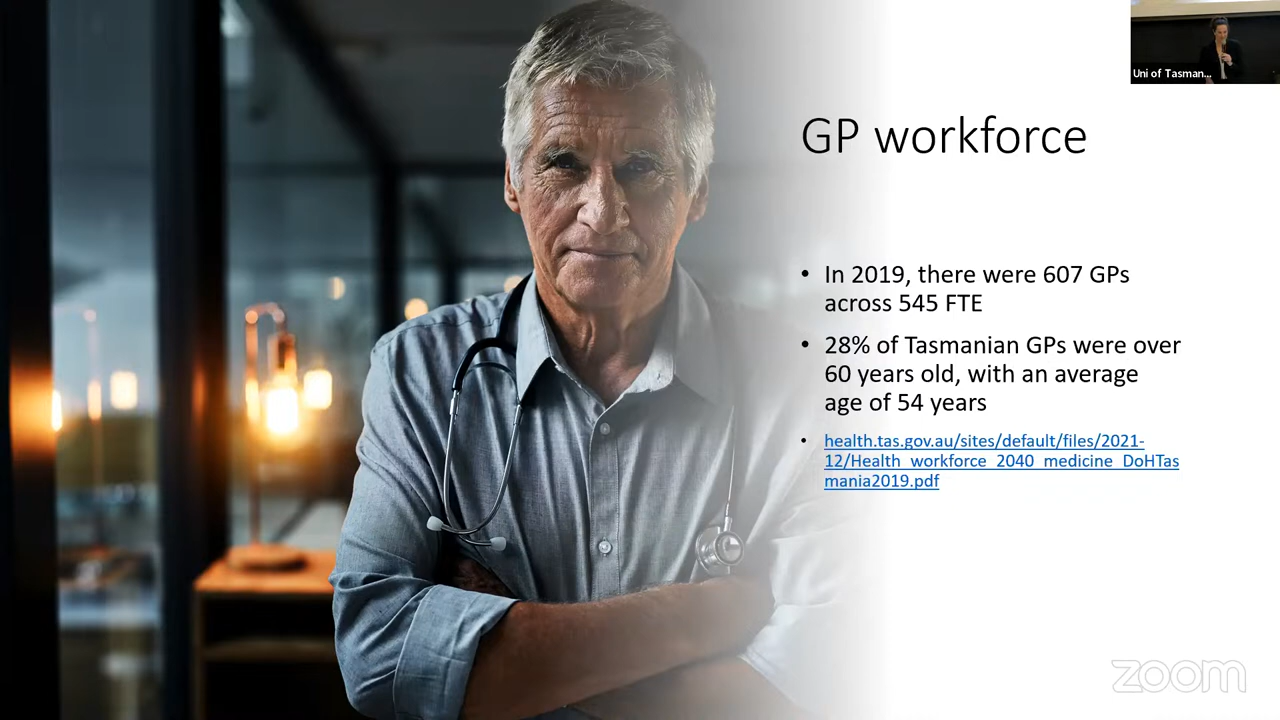 Uni of Tasman...
GP workforce
• In 2019, there were 607 GPs
across 545 FTE
• 28% of Tasmanian GPs were over
60 years old, with an average
age of 54 years
• health.tas.gov.au/sites/default/files/2021-
12/Health_workforce_2040_medicine_DoHTas
mania2019.pdf
zoom